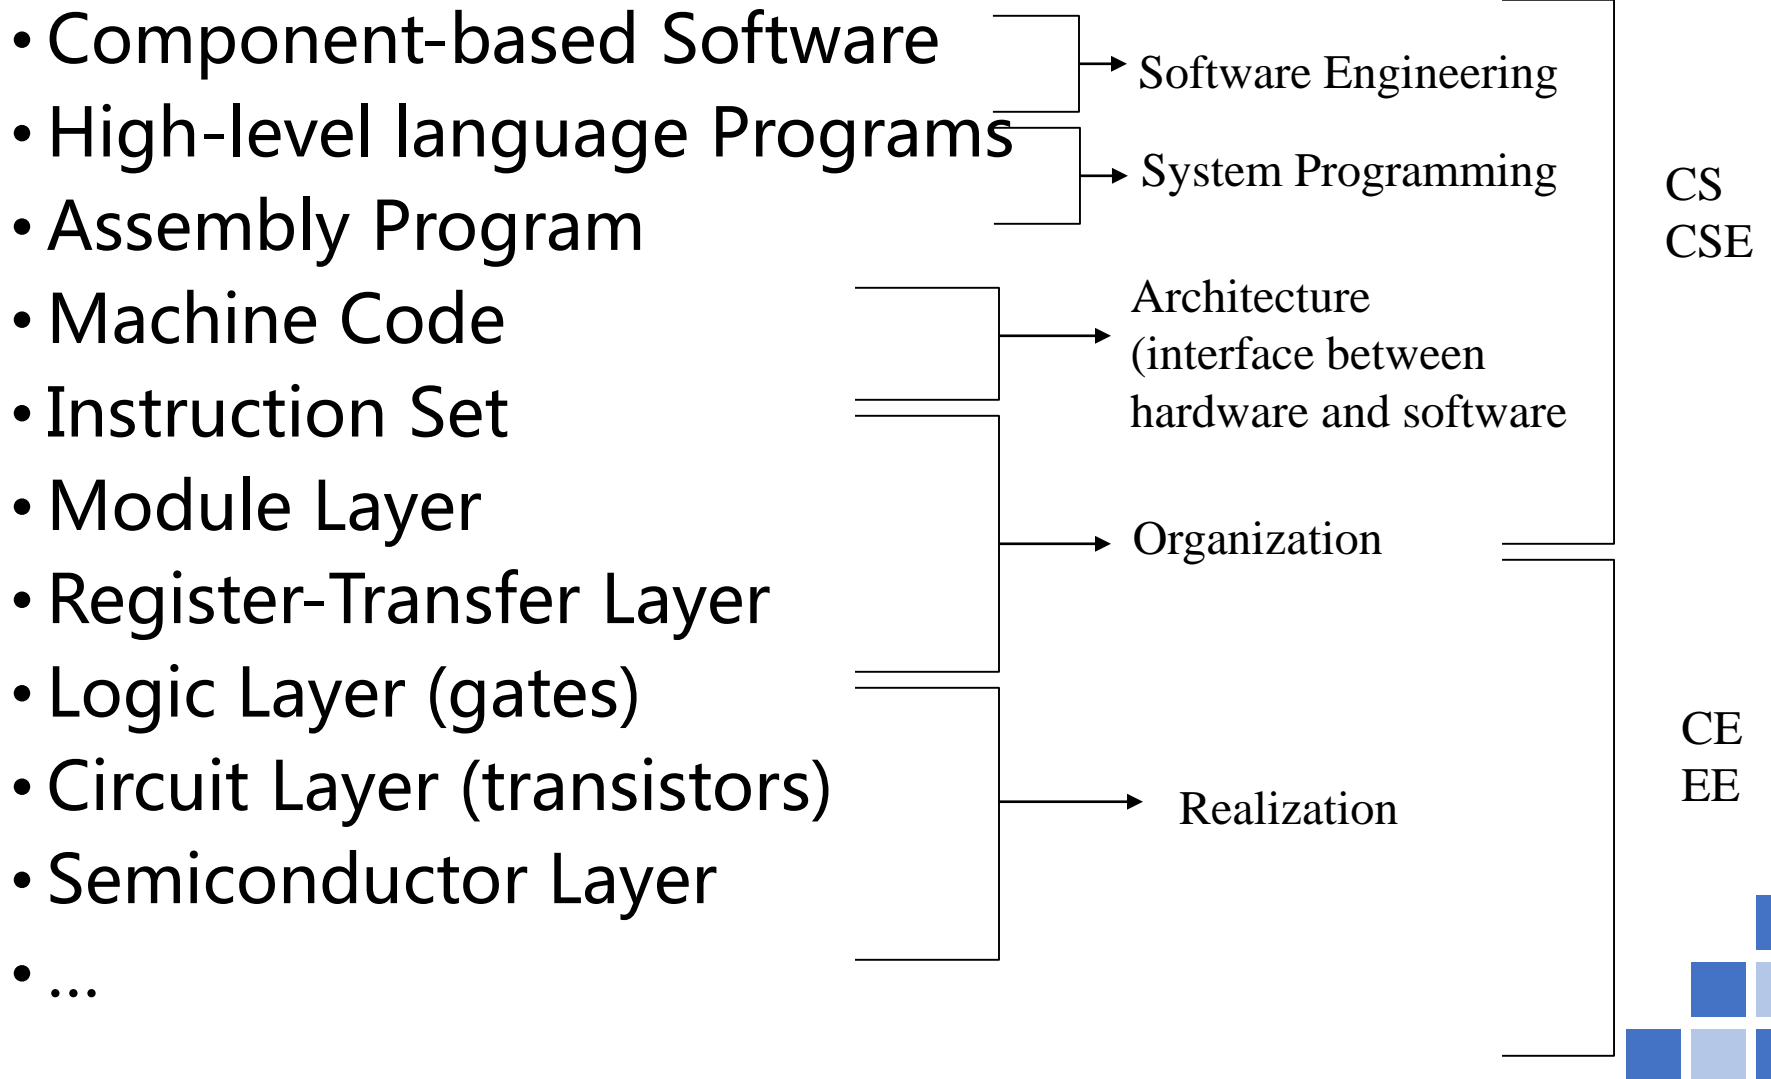 • Component-based Software
• High-level language Programs
• Assembly Program
• Machine Code
• Instruction Set
• Module Layer
• Register-Transfer Layer
• Logic Layer (gates)
• Circuit Layer (transistors)
• Semiconductor Layer
• ...
Software Engineering
System Programming
Architecture
(interface between
hardware and software
Organization
Realization
CS
CSE
CE
EE